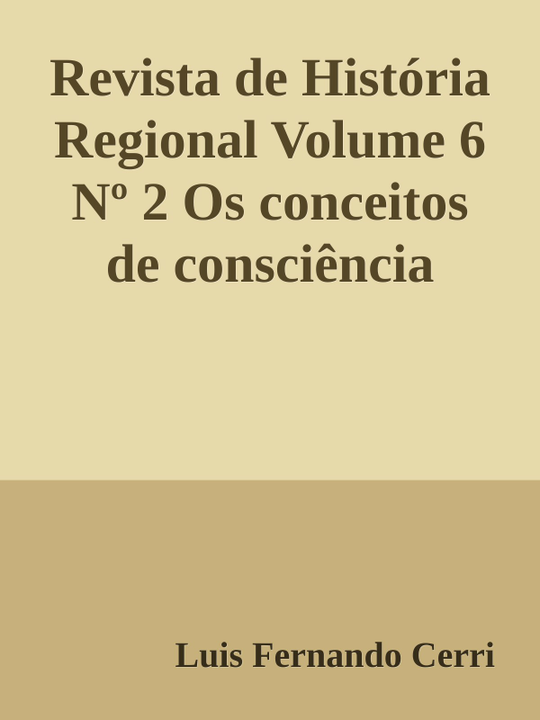 Revista de História
Regional Volume 6
Nº 2 Os conceitos
de consciência
Luis Fernando Cerri